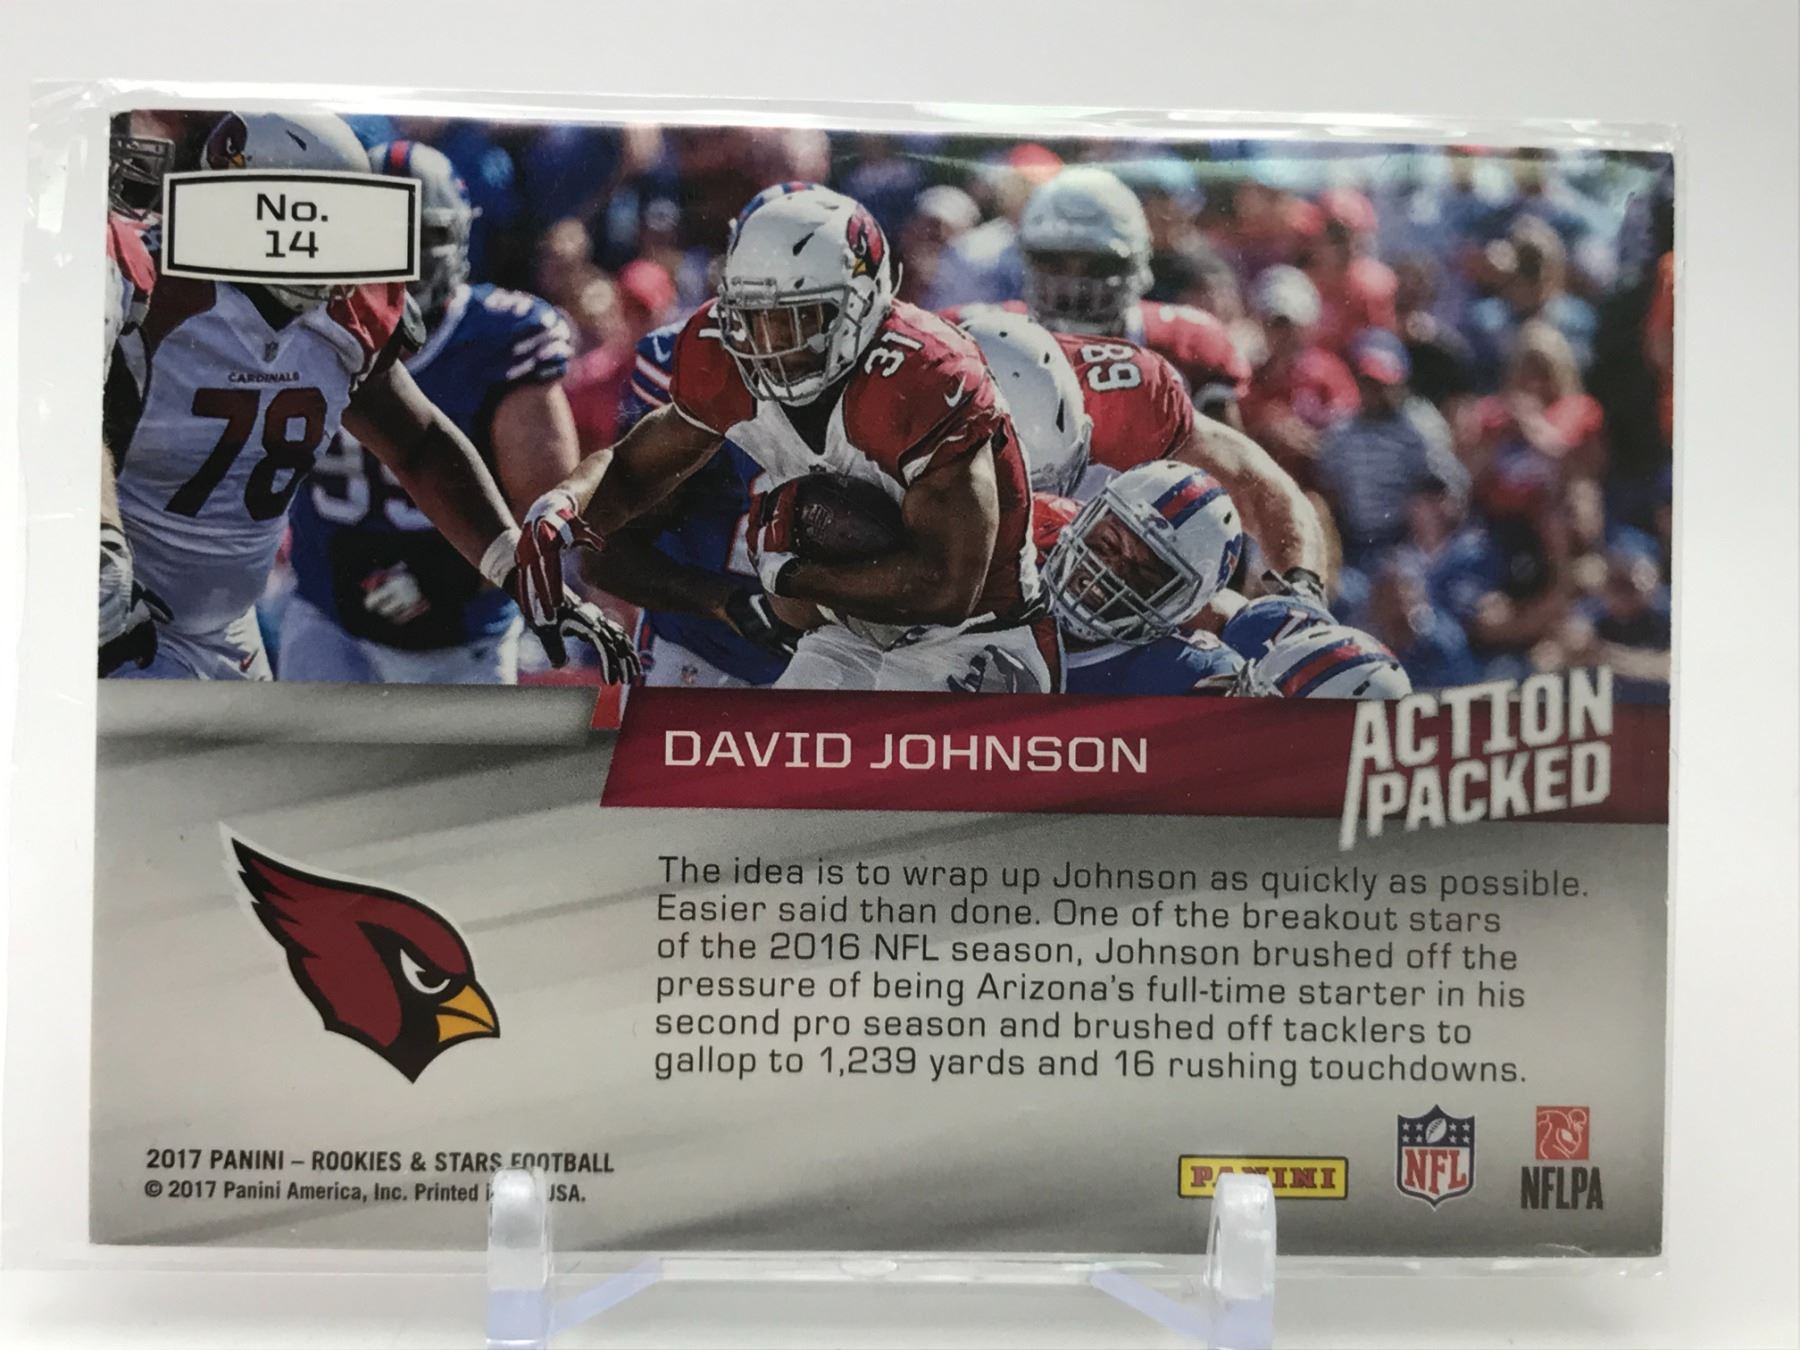 No.
14
CARDINALS
78
31
89
DAVID JOHNSON
ACTION
PACKED
The idea is to wrap up Johnson as quickly as possible.
Easier said than done. One of the breakout stars
of the 2016 NFL season, Johnson brushed off the
pressure of being Arizona's full-time starter in his
second pro season and brushed off tacklers to
gallop to 1,239 yards and 16 rushing touchdowns.
2017 PANINI – ROOKIES & STARS FOOTBALL
© 2017 Panini America, Inc. Printed in USA.
PANINI
NFL
NFLPA